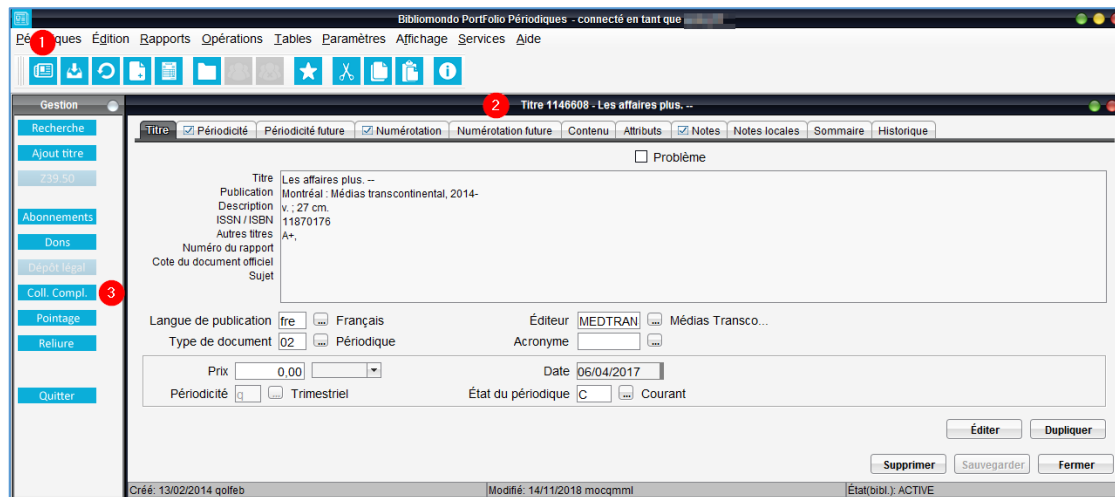 Bibliomondo PortFolio Périodiques - connecté en tant que
1
Édition Rapports Opérations Tables Paramètres Affichage Services Aide
Gestion
2 Titre 1146608 - Les affaires plus. --
Recherche
Ajout titre
Z39.50
Abonnements
Dons
Dépôt légal
Coll. Compl. 3
Pointage
Reliure
Quitter
Titre Périodicité Périodicité future Numérotation Numérotation future Contenu Attributs Notes Notes locales Sommaire Historique
Problème
Titre Les affaires plus. --
Publication Montréal : Médias transcontinental, 2014-
Description v. ; 27 cm.
ISSN / ISBN 11870176
Autres titres A+,
Numéro du rapport
Cote du document officiel
Sujet
Langue de publication fre ... Français Éditeur MEDTRAN ... Médias Transco...
Type de document 02 ... Périodique Acronyme ...
Prix 0,00 Date 06/04/2017
Périodicité q ... Trimestriel État du périodique C ... Courant
Éditer Dupliquer
Supprimer Sauvegarder Fermer
Créé: 13/02/2014 qolfeb Modifié: 14/11/2018 mocqmml État(bibl.): ACTIVE